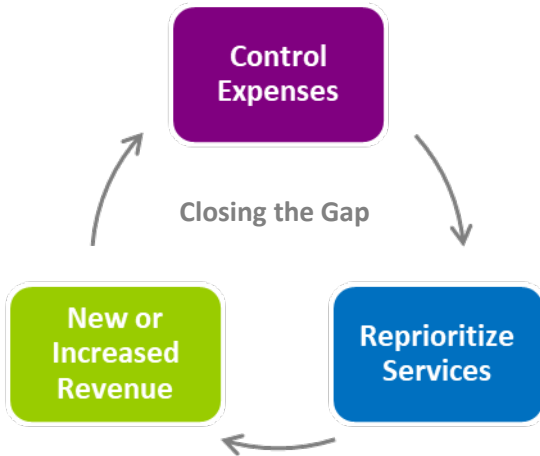 Control
Expenses
Closing the Gap
New or
Increased
Revenue
Reprioritize
Services